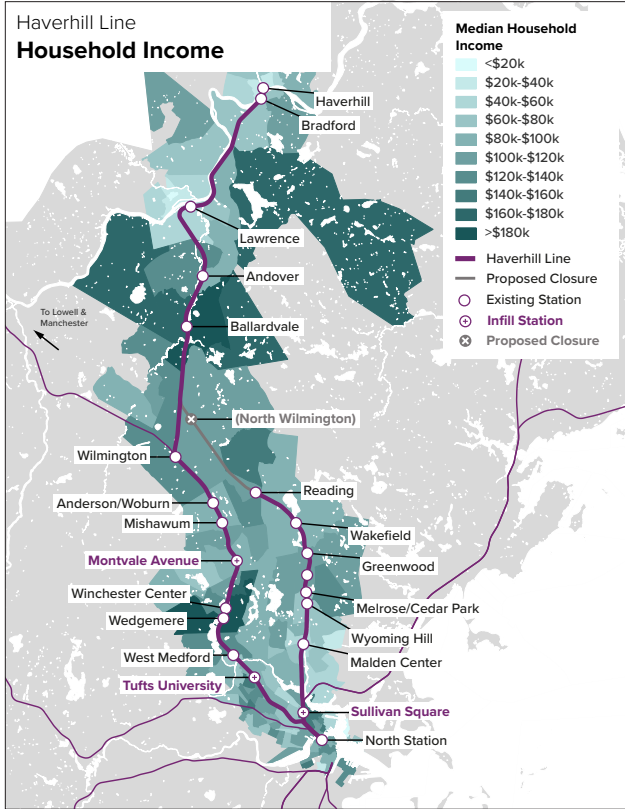 Haverhill Line
Household Income
Median Household
Income
<$20k
$20k-$40k
$40k-$60k
$60k-$80k
$80k-$100k
$100k-$120k
$120k-$140k
$140k-$160k
$160k-$180k
>$180k
Haverhill Line
Proposed Closure
Existing Station
Infill Station
Proposed Closure
Haverhill
Bradford
Lawrence
Andover
To Lowell &
Manchester
Ballardvale
(North Wilmington)
Wilmington
Reading
Anderson/Woburn
Mishawum
Wakefield
Montvale Avenue
Greenwood
Winchester Center
Melrose/Cedar Park
Wedgemere
Wyoming Hill
West Medford
Malden Center
Tufts University
Sullivan Square
North Station